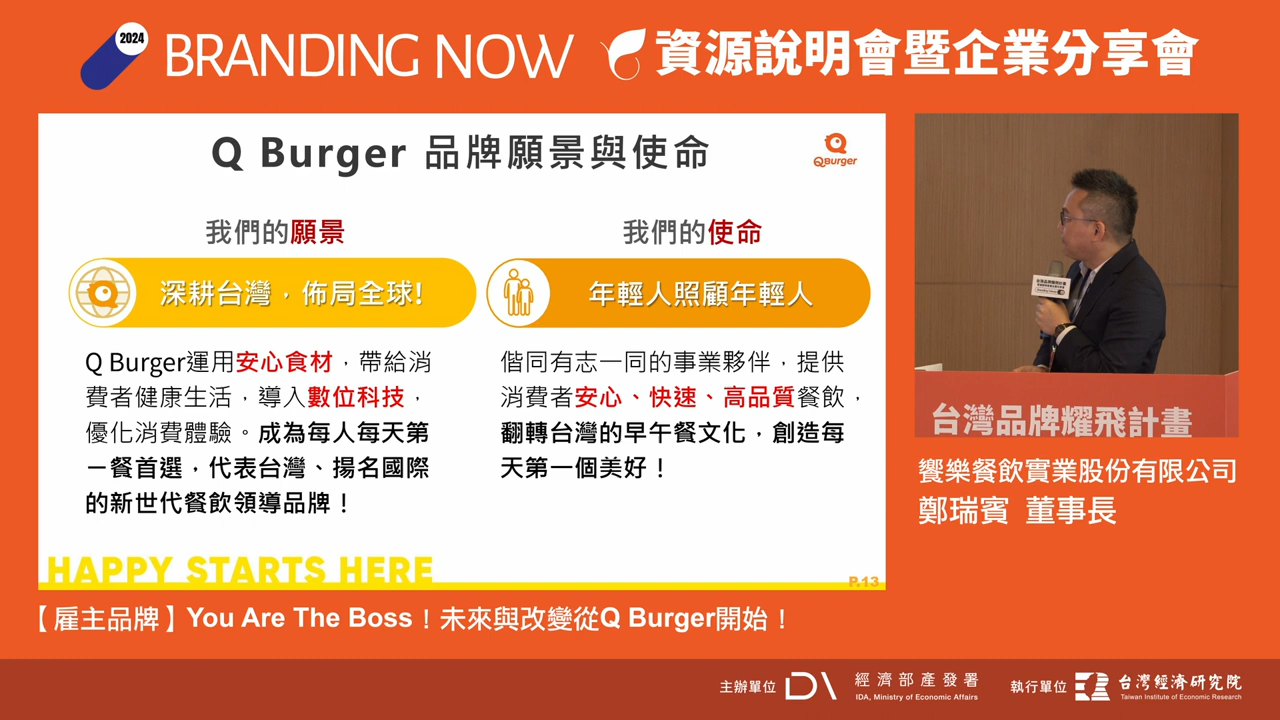 2024 BRANDING NOW 資源說明會暨企業分享會
Q Burger 品牌願景與使命
QBURGER
我們的願景
深耕台灣，佈局全球!
Q Burger運用安心食材，帶給消
費者健康生活，導入數位科技，
優化消費體驗。成為每人每天第
一餐首選，代表台灣、揚名國際
的新世代餐飲領導品牌！
我們的使命
年輕人照顧年輕人
偕同有志一同的事業夥伴，提供
消費者安心、快速、高品質餐飲，
翻轉台灣的早午餐文化，創造每
天第一個美好！
HAPPY STARTS HERE
P.13
台灣品牌耀飛計畫
台灣品牌耀飛計畫
饗樂餐飲實業股份有限公司
鄭瑞賓 董事長
【雇主品牌】You Are The Boss！未來與改變從Q Burger開始！
主辦單位 IDA 經濟部產發署
IDA, Ministry of Economic Affairs
執行單位 台灣經濟研究院
Taiwan Institute of Economic Research